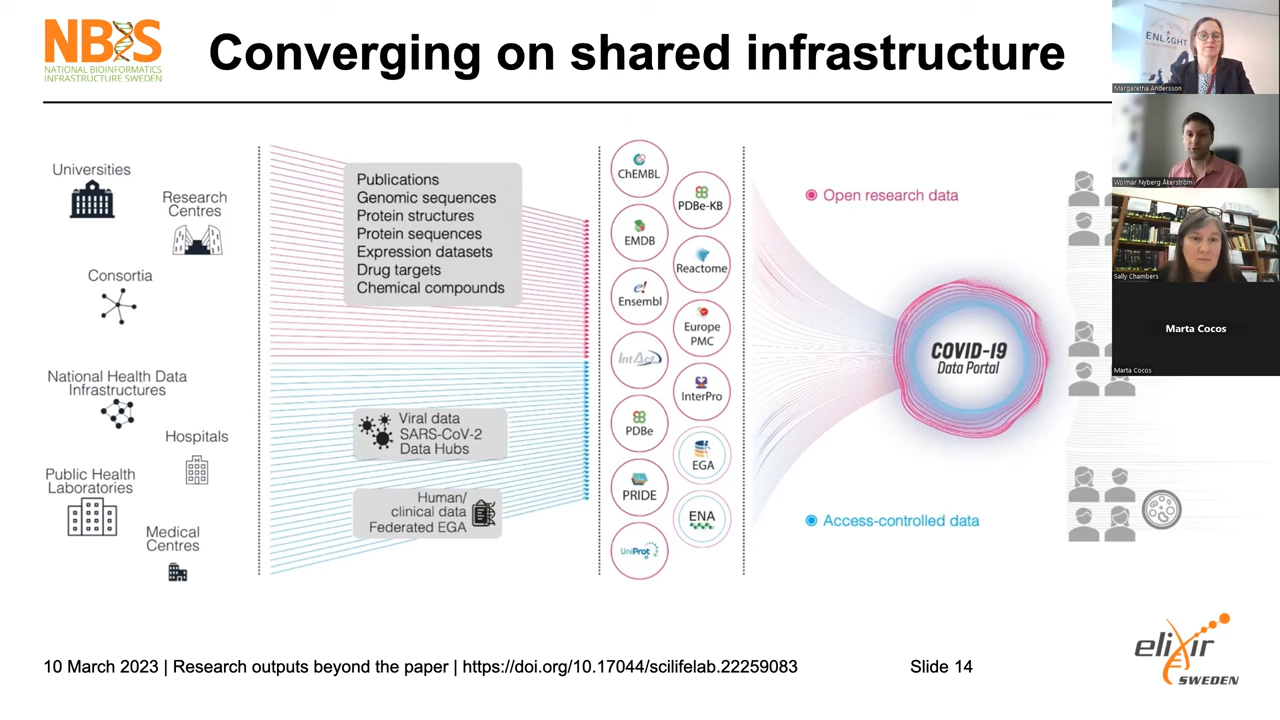 NBIS
NATIONAL BIOINFORMATICS
INFRASTRUCTURE SWEDEN
Converging on shared infrastructure
Universities
Research
Centres
Consortia
National Health Data
Infrastructures
Hospitals
Public Health
Laboratories
Medical
Centres
Publications
Genomic sequences
Protein structures
Protein sequences
Expression datasets
Drug targets
Chemical compounds
Viral data
SARS-CoV-2
Data Hubs
Human/
clinical data
Federated EGA
ChEMBL
PDBe-KB
EMDB
Reactome
e!
Ensembl
Europe
PMC
IntAct
InterPro
PDBe
EGA
PRIDE
ENA
UniProt
Open research data
COVID-19
Data Portal
Access-controlled data
ENLIGHT
Margaretha Andersson
Wolmar Nyberg Åkerström
Sally Chambers
Marta Cocos
Marta Cocos
10 March 2023 | Research outputs beyond the paper | https://doi.org/10.17044/scilifelab.22259083
Slide 14
elixir
SWEDEN